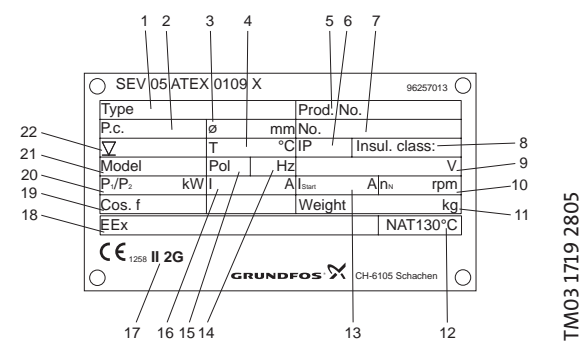 1 2 3 4 5 6 7
SEV 05 ATEX 0109 X 96257013
Type Prod. No.
P.c. ø mm No.
T °C IP Insul. class: 8
22
Model Pol Hz V 9
21
P1/P2 kW I A IStart A nN rpm 10
20
Cos. f Weight kg 11
19
EEx NAT130°C
18
CE 1258 II 2G
GRUNDFOS CH-6105 Schachen
17 16 15 14 13 12
TM03 1719 2805